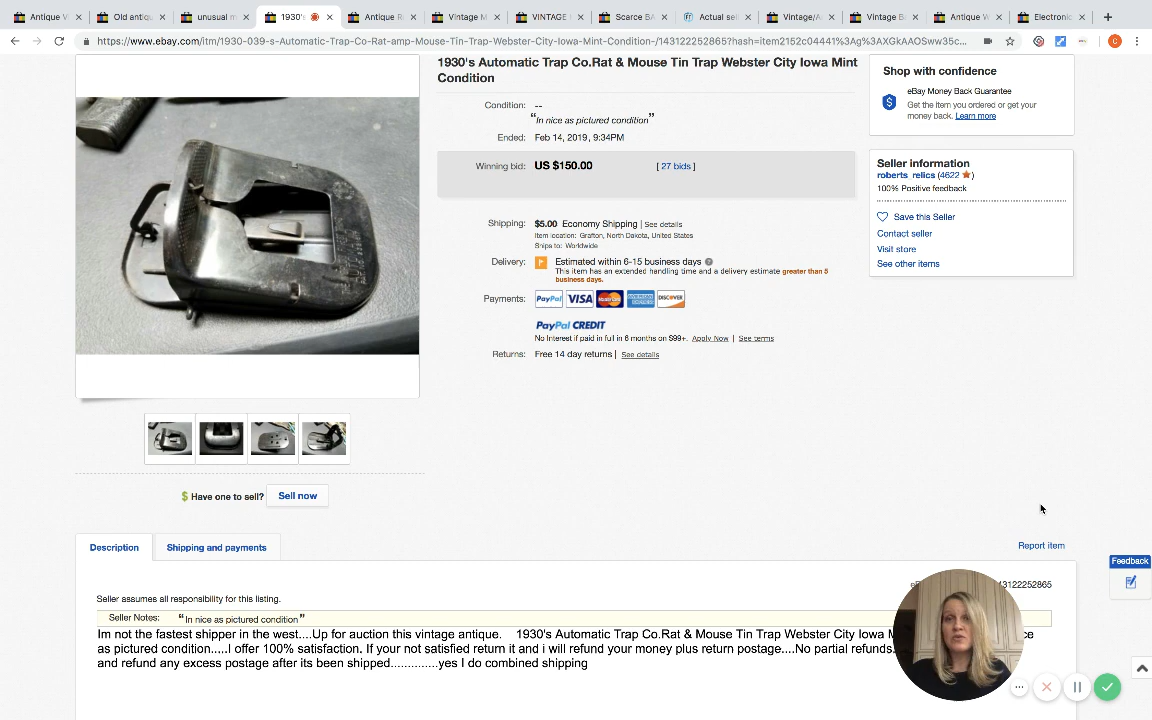 Antique V
Old antiqu
unusual m
1930's
Antique R
Vintage M
VINTAGE
Scarce BA
Actual sel
Vintage/A
Vintage B
Antique W
Electronic
https://www.ebay.com/itm/1930-039-s-Automatic-Trap-Co-Rat-amp-Mouse-Tin-Trap-Webster-City-Iowa-Mint-Condition-/143122252865?hash=item2152c04441%3Ag%3AXGkAAOSww35c...
C
1930's Automatic Trap Co.Rat & Mouse Tin Trap Webster City Iowa Mint
Condition
Condition: --
“In nice as pictured condition”
Ended: Feb 14, 2019 , 9:34PM
Winning bid: US $150.00 [ 27 bids ]
Shipping: $5.00 Economy Shipping | See details
Item location: Grafton, North Dakota, United States
Ships to: Worldwide
Delivery: Estimated within 6-15 business days
This item has an extended handling time and a delivery estimate greater than 5
business days.
Payments: PayPal VISA MasterCard AMERICAN EXPRESS DISCOVER
PayPal CREDIT
No Interest if paid in full in 6 months on $99+. Apply Now | See terms
Returns: Free 14 day returns | See details
Shop with confidence
eBay Money Back Guarantee
Get the item you ordered or get your
money back. Learn more
Seller information
roberts_relics (4622)
100% Positive feedback
Save this Seller
Contact seller
Visit store
See other items
$ Have one to sell? Sell now
Description
Shipping and payments
Report item
Feedback
13122252865
Seller assumes all responsibility for this listing.
Seller Notes: “In nice as pictured condition”
Im not the fastest shipper in the west....Up for auction this vintage antique. 1930's Automatic Trap Co.Rat & Mouse Tin Trap Webster City Iowa
as pictured condition.....I offer 100% satisfaction. If your not satisfied return it and i will refund your money plus return postage....No partial refunds.
and refund any excess postage after its been shipped..............yes I do combined shipping